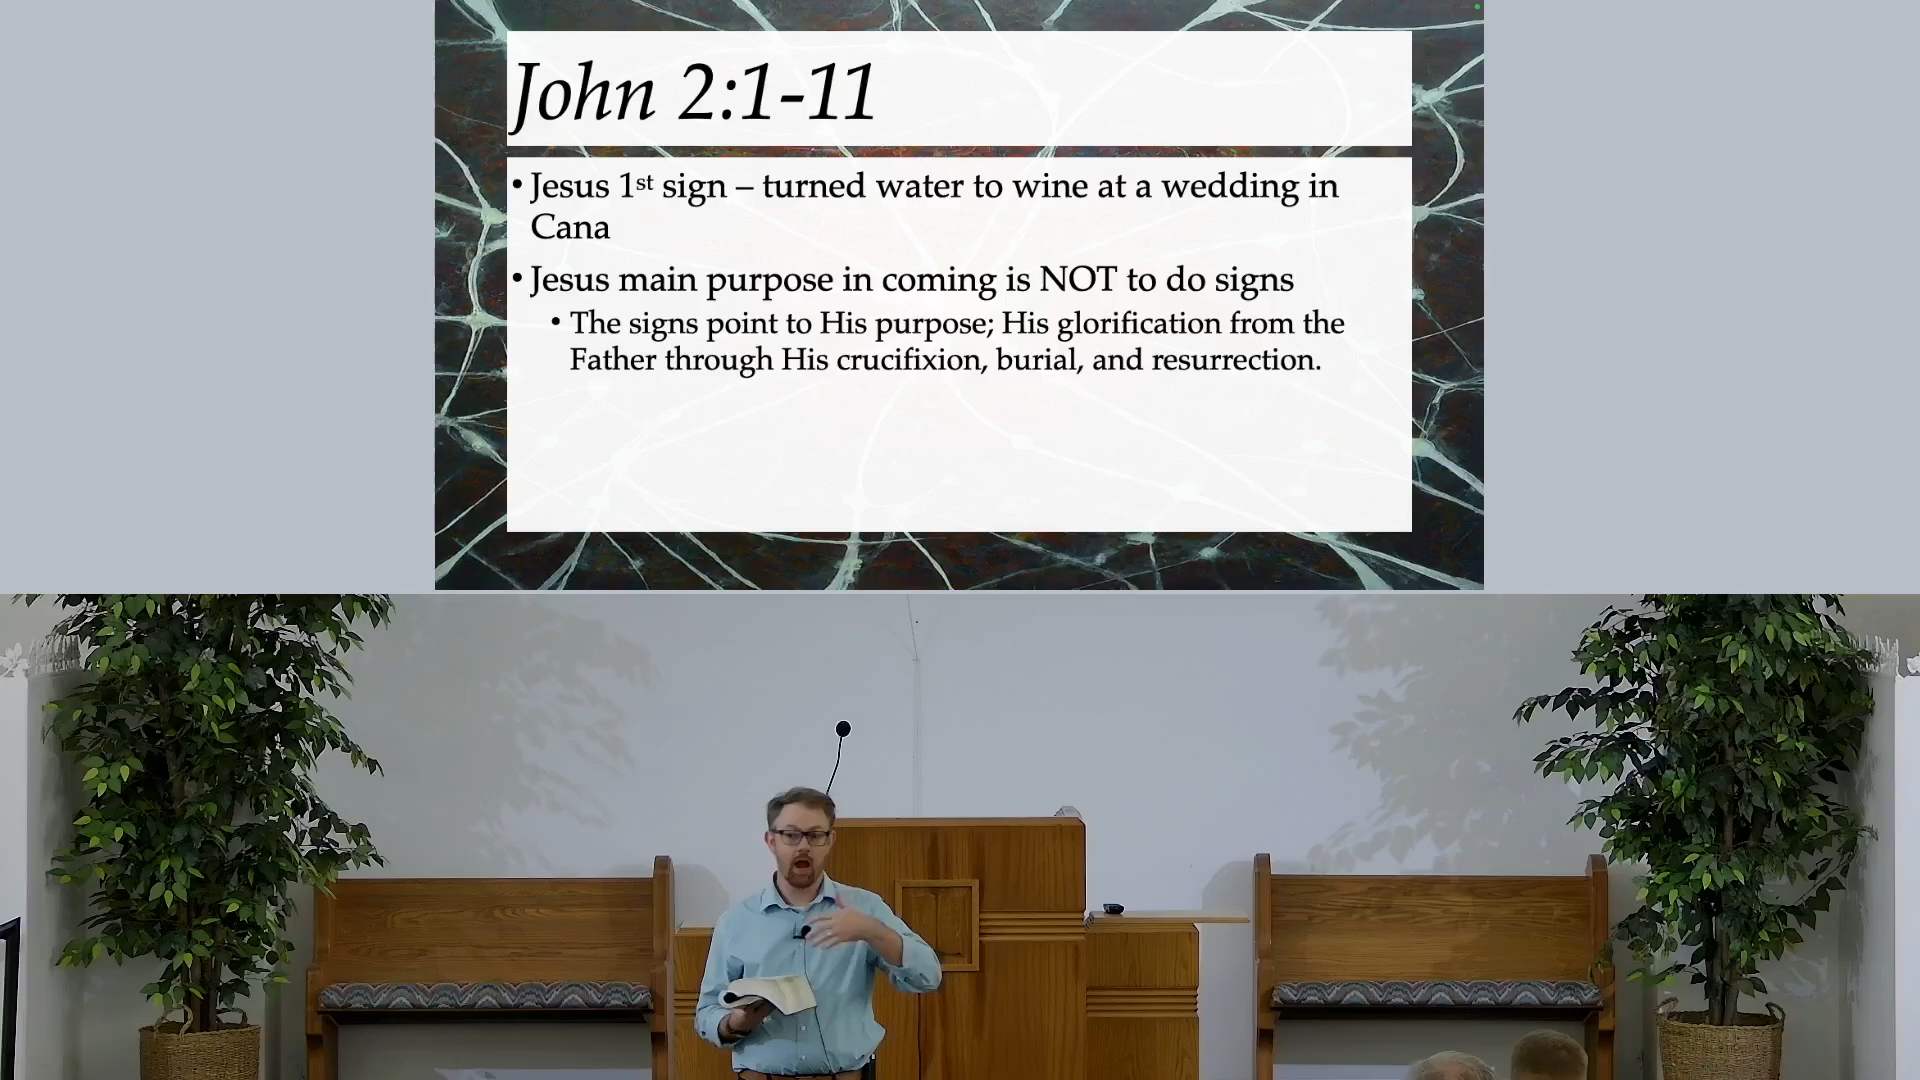 John 2:1-11
• Jesus 1st sign – turned water to wine at a wedding in
Cana
• Jesus main purpose in coming is NOT to do signs
• The signs point to His purpose; His glorification from the
Father through His crucifixion, burial, and resurrection.